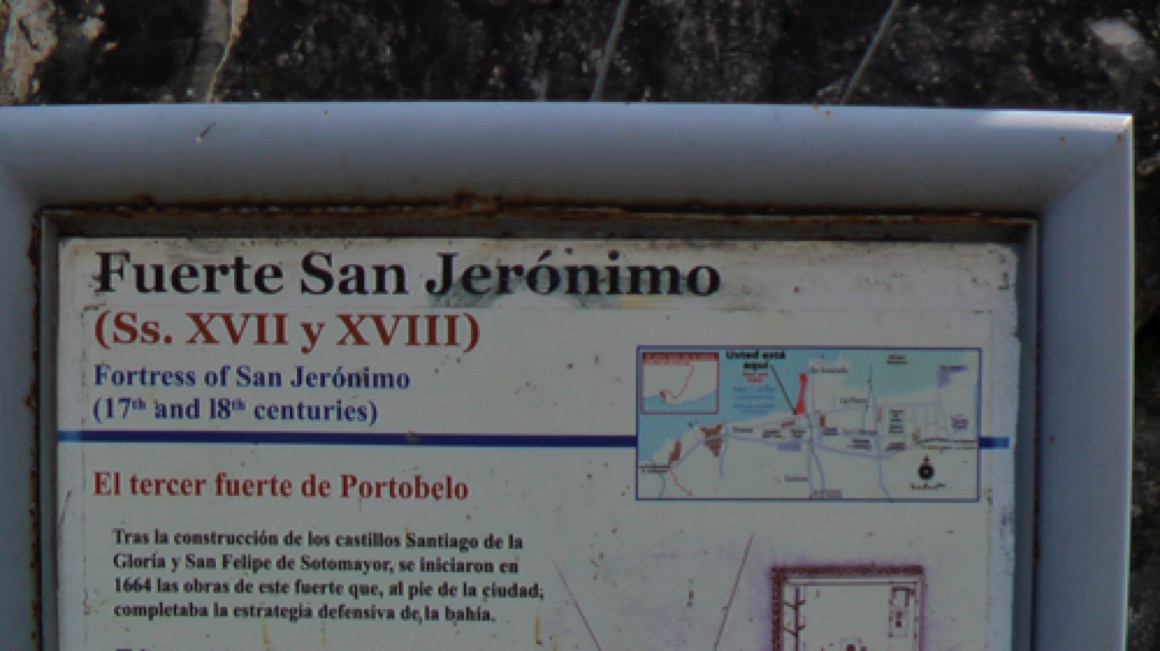 Fuerte San Jerónimo
(Ss. XVII y XVIII)
Fortress of San Jerónimo
(17th and 18th centuries)
Usted está
aquí
La Plaza
El tercer fuerte de Portobelo
Tras la construcción de los castillos Santiago de la
Gloria y San Felipe de Sotomayor, se iniciaron en
1664 las obras de este fuerte que, al pie de la ciudad,
completaba la estrategia defensiva de la bahía.